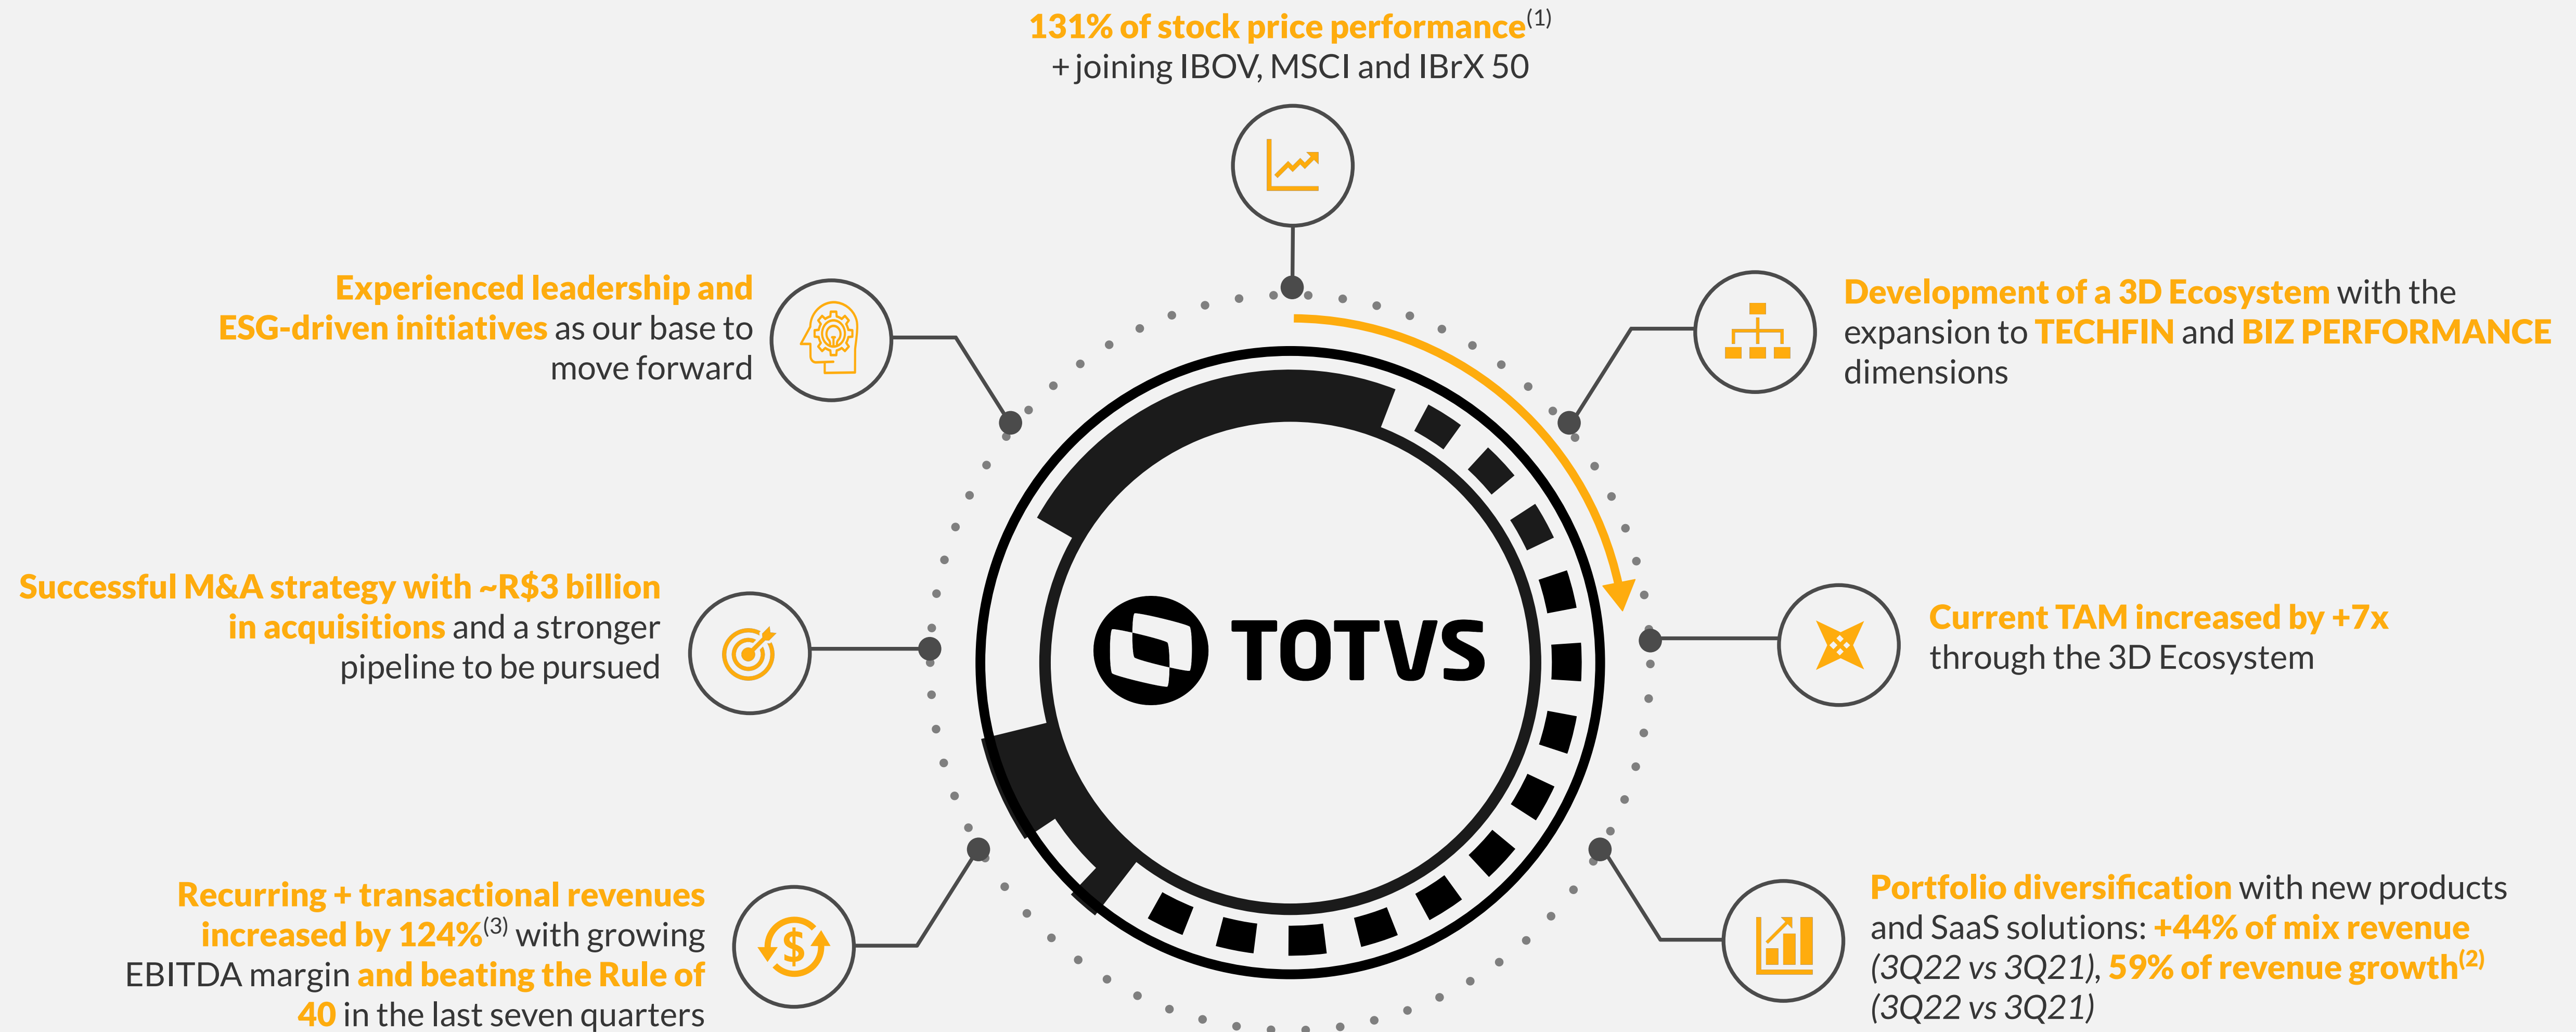 131% of stock price performance(1)
+ joining IBOV, MSCI and IBrX 50
Development of a 3D Ecosystem with the
expansion to TECHFIN and BIZ PERFORMANCE
dimensions
Current TAM increased by +7x
through the 3D Ecosystem
Portfolio diversification with new products
and SaaS solutions: +44% of mix revenue
(3Q22 vs 3Q21), 59% of revenue growth(2)
(3Q22 vs 3Q21)
Recurring + transactional revenues
increased by 124%(3) with growing
EBITDA margin and beating the Rule of
40 in the last seven quarters
Successful M&A strategy with ~R$3 billion
in acquisitions and a stronger
pipeline to be pursued
Experienced leadership and
ESG-driven initiatives as our base to
move forward
TOTVS
$